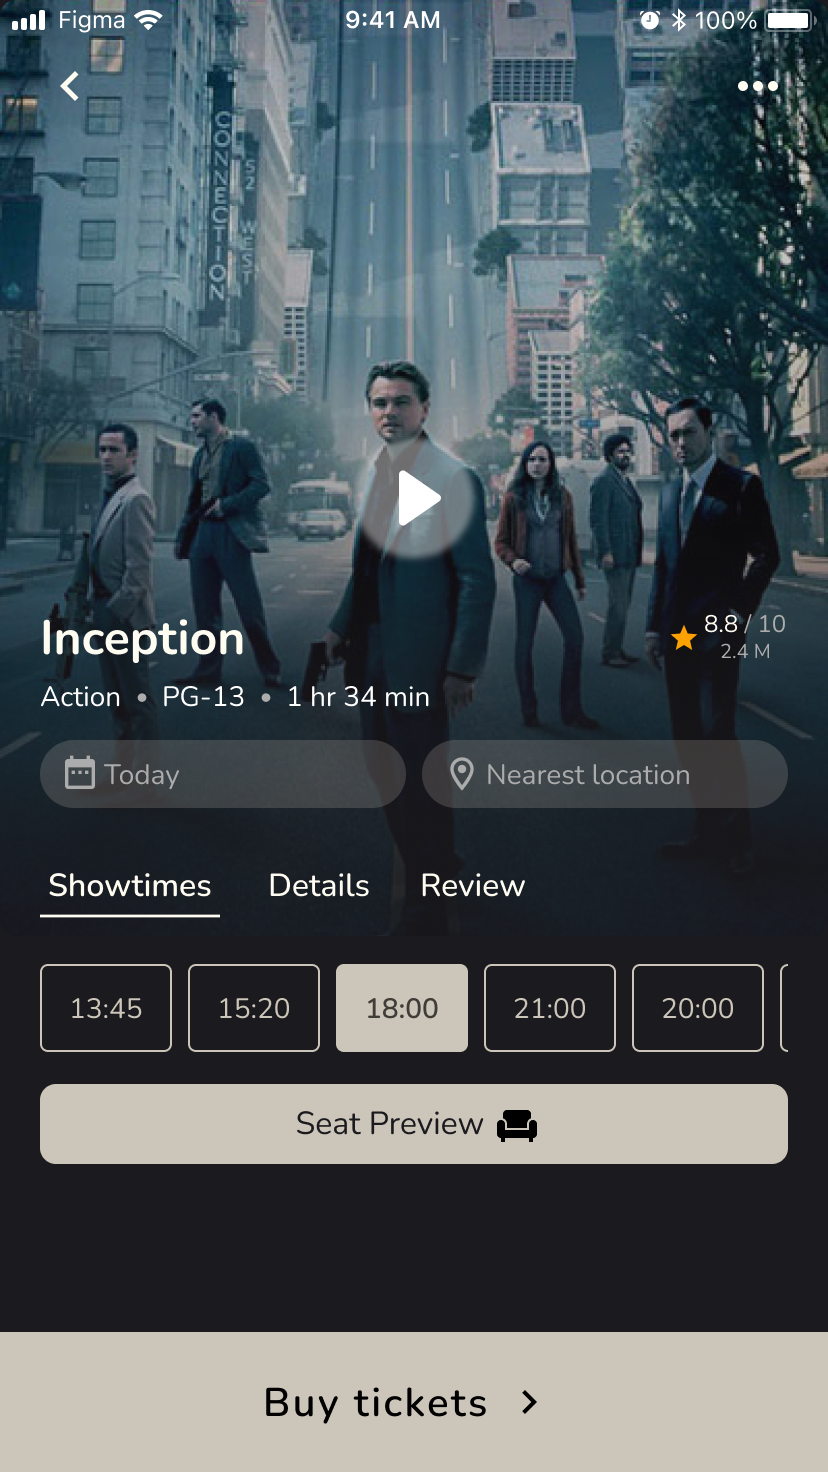 Figma 9:41 AM 100%
CONNECTION
52 WEST
Inception
8.8 / 10
2.4 M
Action • PG-13 • 1 hr 34 min
Today
Nearest location
Showtimes Details Review
13:45 15:20 18:00 21:00 20:00
Seat Preview
Buy tickets >